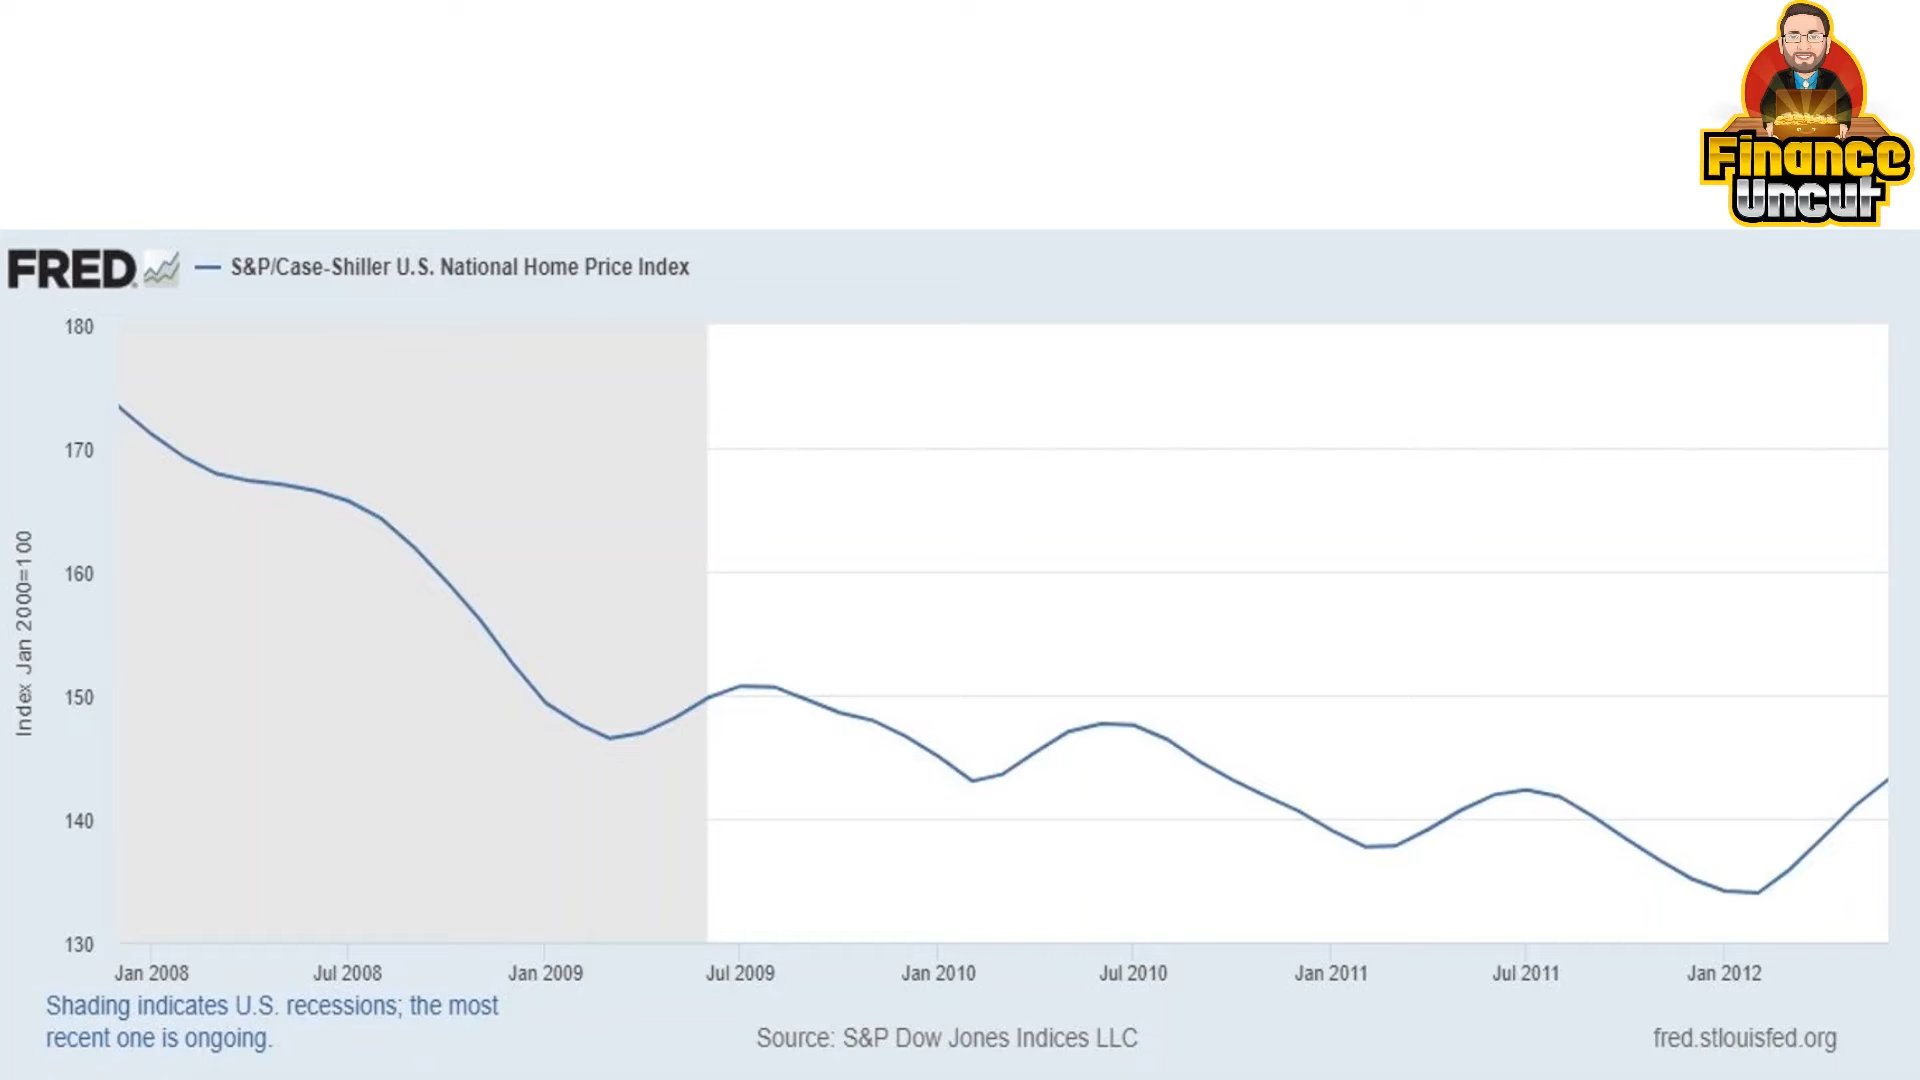 Finance
Uncut
FRED
S&P/Case-Shiller U.S. National Home Price Index
180
170
160
150
140
130
Index Jan 2000=100
Jan 2008 Jul 2008 Jan 2009 Jul 2009 Jan 2010 Jul 2010 Jan 2011 Jul 2011 Jan 2012
Shading indicates U.S. recessions; the most
recent one is ongoing.
Source: S&P Dow Jones Indices LLC
fred.stlouisfed.org